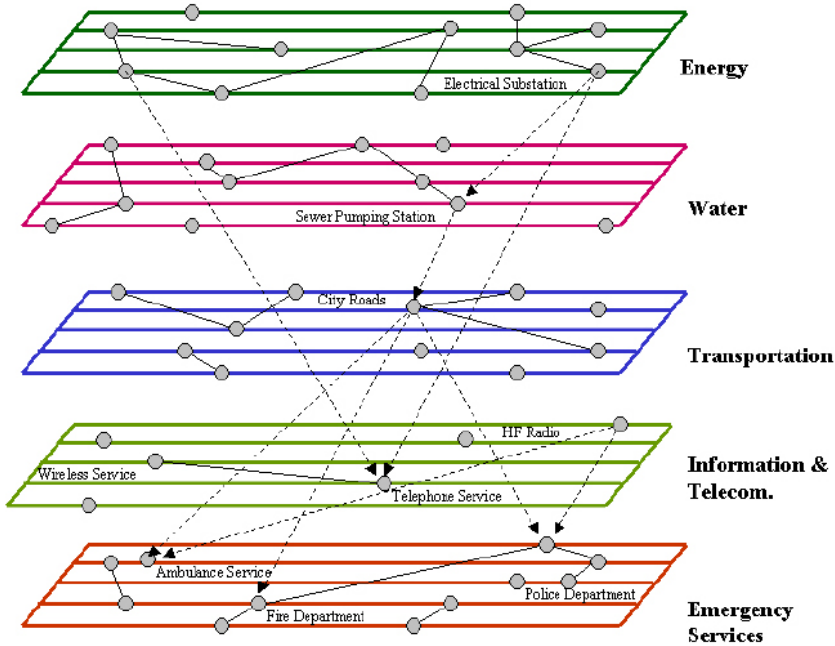 Electrical Substation
Energy
Sewer Pumping Station
Water
City Roads
Transportation
HF Radio
Wireless Service
Telephone Service
Information &
Telecom.
Ambulance Service
Police Department
Fire Department
Emergency
Services